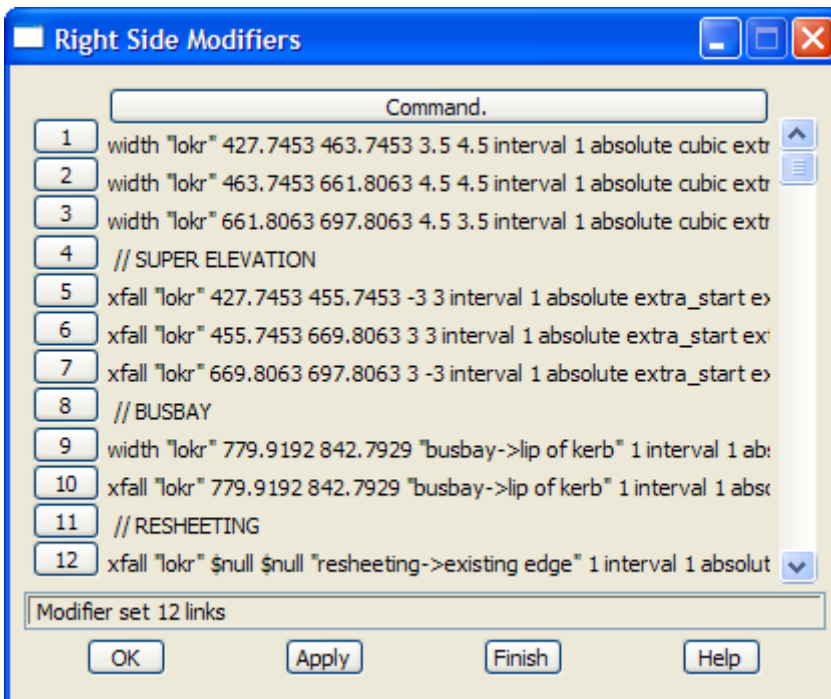 Right Side Modifiers
Command.
1 width "lokr" 427.7453 463.7453 3.5 4.5 interval 1 absolute cubic extr
2 width "lokr" 463.7453 661.8063 4.5 4.5 interval 1 absolute cubic extr
3 width "lokr" 661.8063 697.8063 4.5 3.5 interval 1 absolute cubic extr
4 // SUPER ELEVATION
5 xfall "lokr" 427.7453 455.7453 -3 3 interval 1 absolute extra_start ex
6 xfall "lokr" 455.7453 669.8063 3 3 interval 1 absolute extra_start ext
7 xfall "lokr" 669.8063 697.8063 3 -3 interval 1 absolute extra_start ex
8 // BUSBAY
9 width "lokr" 779.9192 842.7929 "busbay->lip of kerb" 1 interval 1 abs
10 xfall "lokr" 779.9192 842.7929 "busbay->lip of kerb" 1 interval 1 abso
11 // RESHEETING
12 xfall "lokr" $null $null "resheeting->existing edge" 1 interval 1 absolut
Modifier set 12 links
OK Apply Finish Help